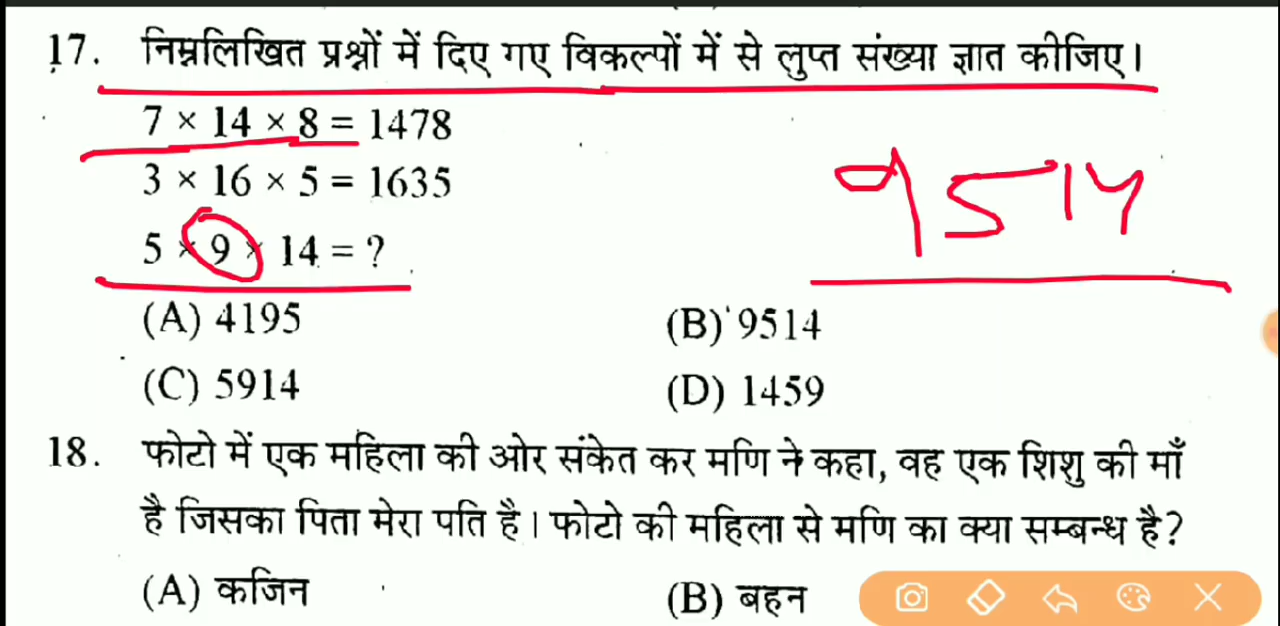 17. निम्नलिखित प्रश्नों में दिए गए विकल्पों में से लुप्त संख्या ज्ञात कीजिए।
7 × 14 × 8 = 1478
3 × 16 × 5 = 1635
5 × 9 × 14 = ?
9514
(A) 4195 (B) 9514
(C) 5914 (D) 1459
18. फोटो में एक महिला की ओर संकेत कर मणि ने कहा, वह एक शिशु की माँ
है जिसका पिता मेरा पति है। फोटो की महिला से मणि का क्या सम्बन्ध है?
(A) कजिन (B) बहन